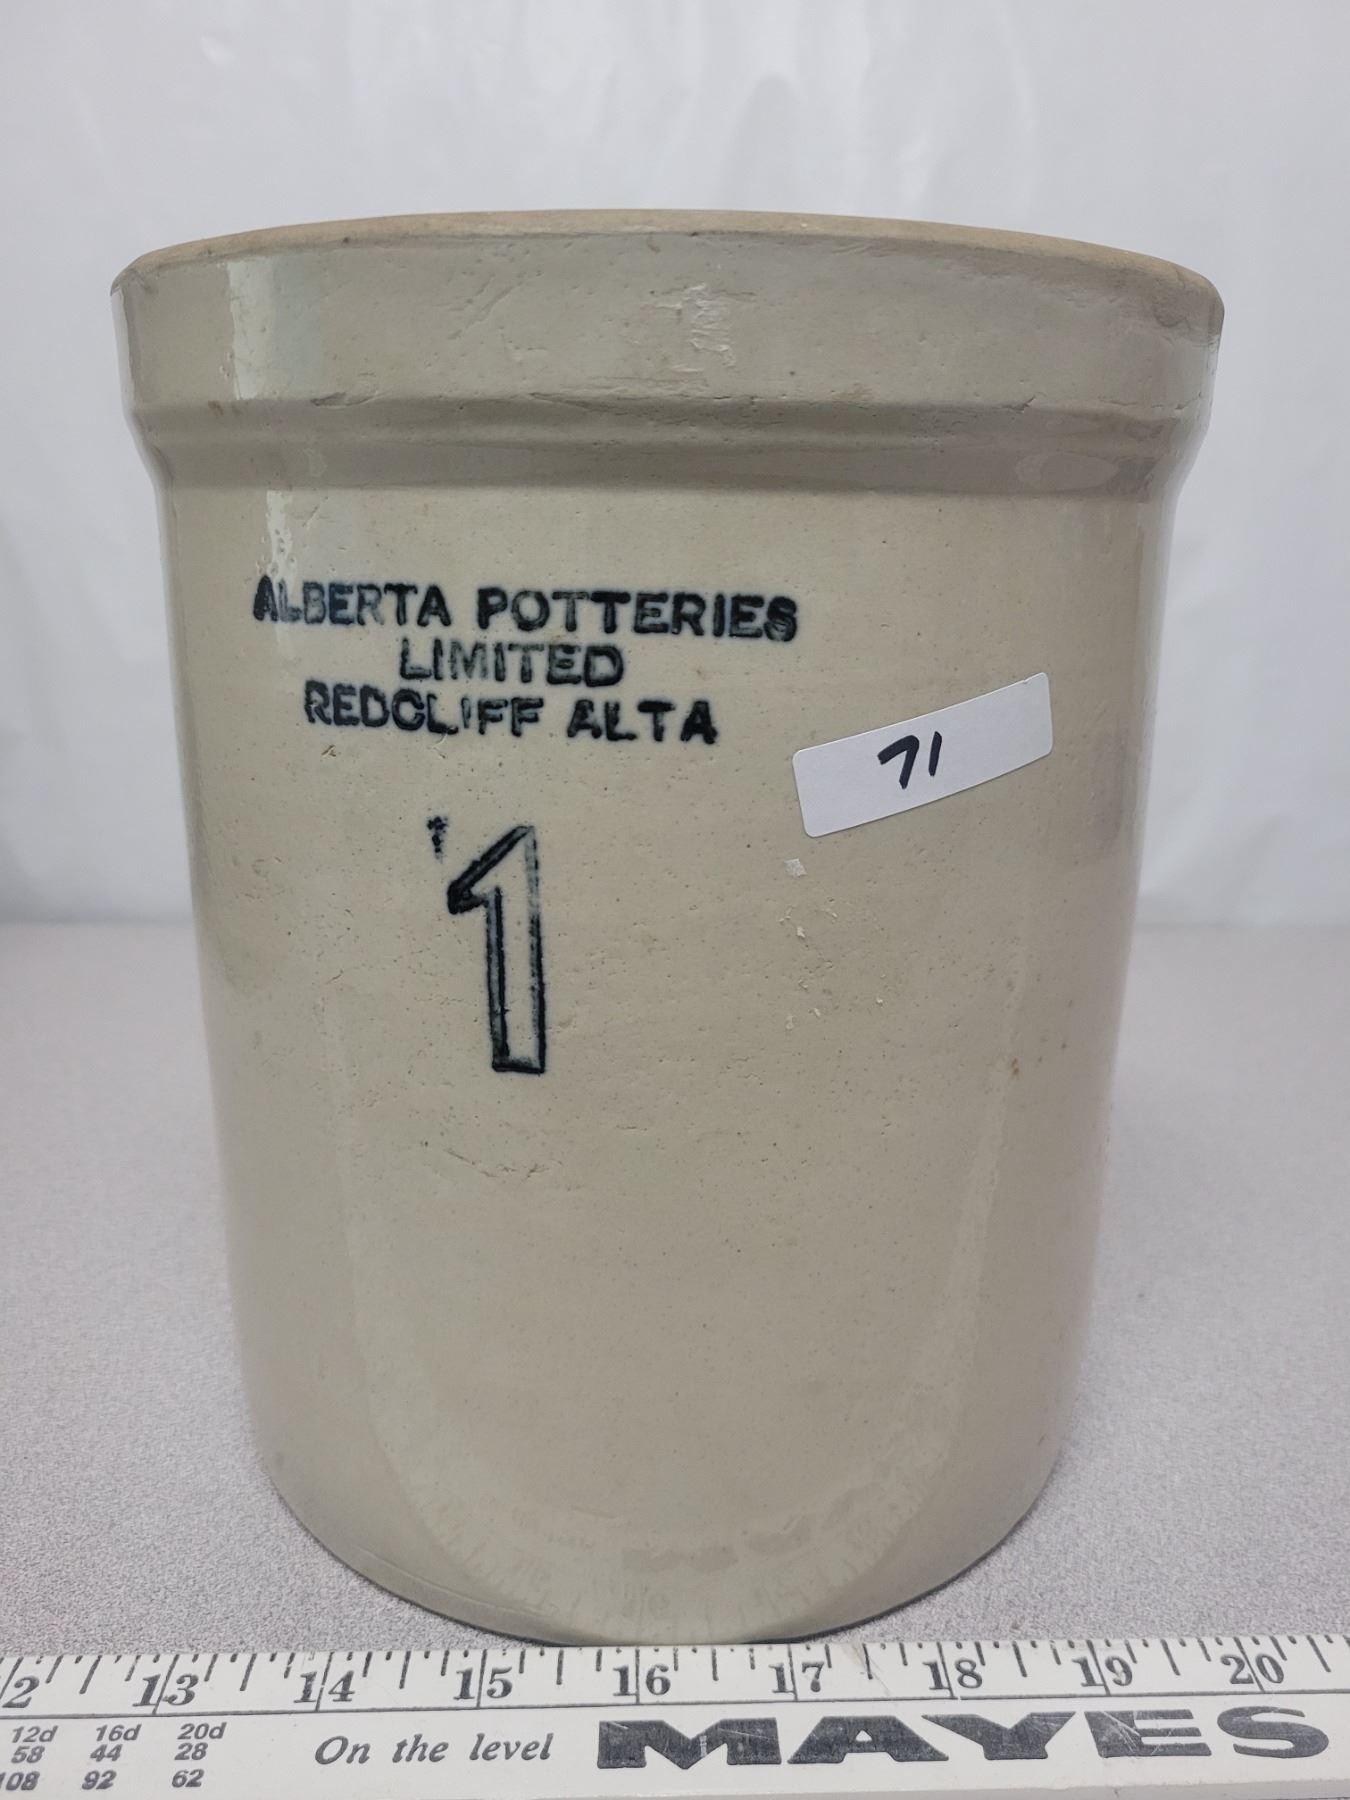 ALBERTA POTTERIES
LIMITED
REDCLIFF ALTA
71
1
2 13 14 15 16 17 18 19 20
12d 16d 20d
58 44 28
108 92 62
On the level MAYES